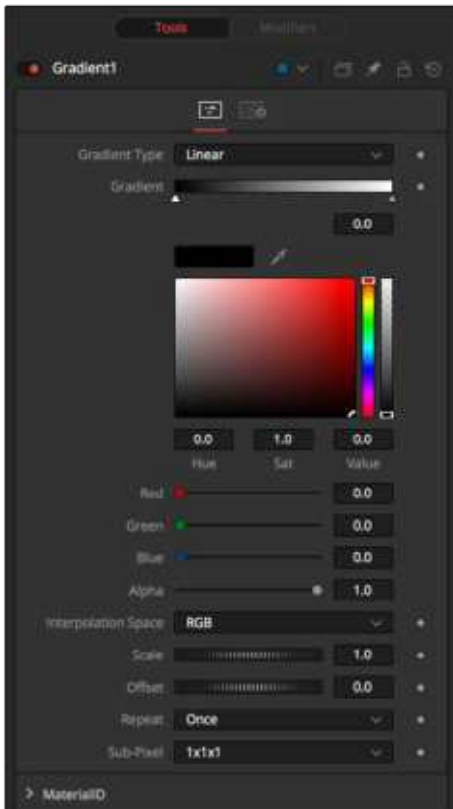 Tools Modifiers
Gradient1
Gradient Type Linear
Gradient
0.0
0.0 1.0 0.0
Hue Sat Value
Red 0.0
Green 0.0
Blue 0.0
Alpha 1.0
Interpolation Space RGB
Scale 1.0
Offset 0.0
Repeat Once
Sub-Pixel 1x1x1
MaterialID